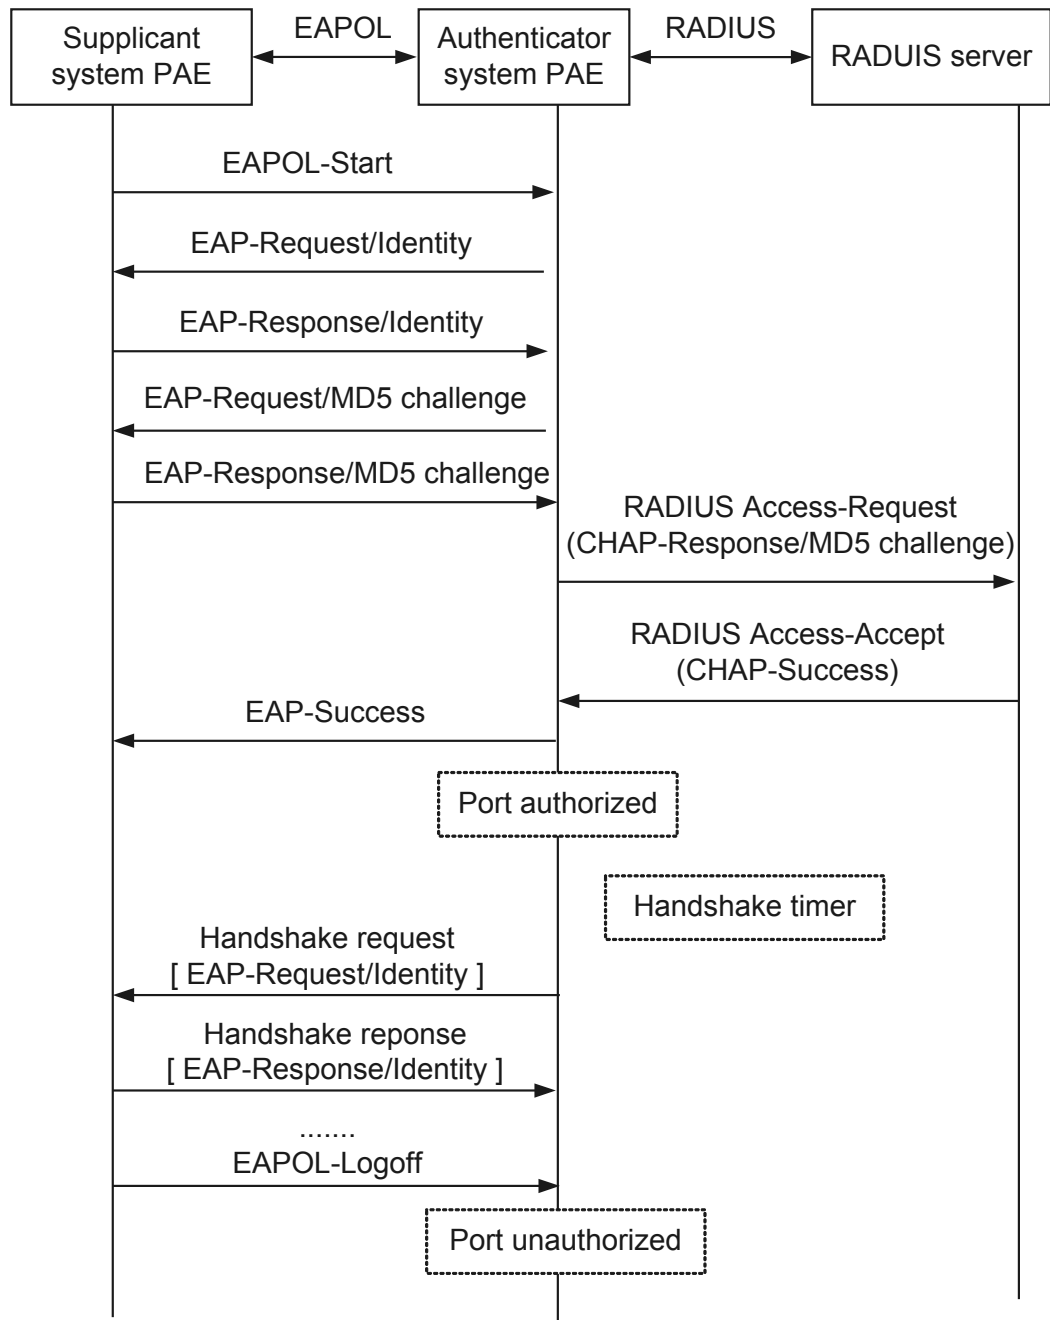 Supplicant
system PAE
EAPOL
Authenticator
system PAE
RADIUS
RADUIS server
EAPOL-Start
EAP-Request/Identity
EAP-Response/Identity
EAP-Request/MD5 challenge
EAP-Response/MD5 challenge
RADIUS Access-Request
(CHAP-Response/MD5 challenge)
RADIUS Access-Accept
(CHAP-Success)
EAP-Success
Port authorized
Handshake timer
Handshake request
[ EAP-Request/Identity ]
Handshake reponse
[ EAP-Response/Identity ]
.......
EAPOL-Logoff
Port unauthorized